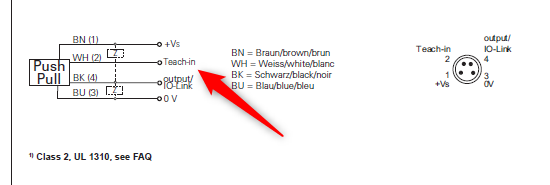 BN (1)
+Vs
Z
WH (2)
Teach-in
Push
Pull
BK (4)
output/
IO-Link
Z
BU (3)
0 V
BN = Braun/brown/brun
WH = Weiss/white/blanc
BK = Schwarz/black/noir
BU = Blau/blue/bleu
output/
Teach-in IO-Link
2 4
1 3
+Vs 0V
¹⁾ Class 2, UL 1310, see FAQ